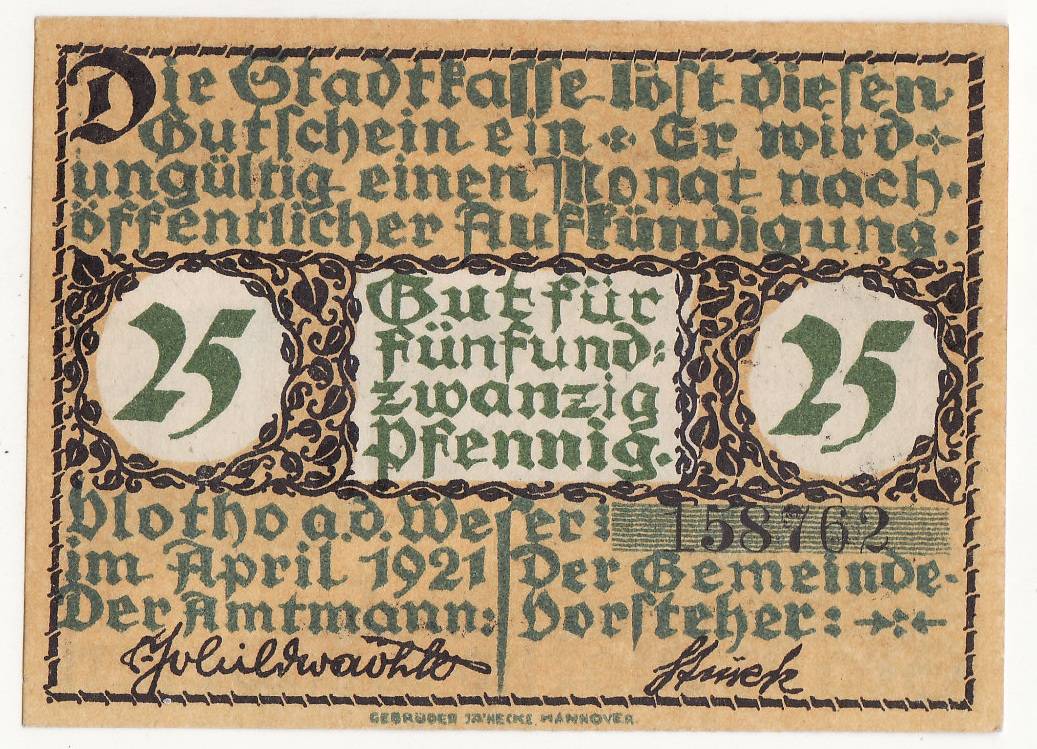 Die Stadtkasse löst diesen
Gutschein ein Er wird
ungültig einen Monat nach
öffentlicher Aufkündigung.
25
Gut für
fünfund-
zwanzig
Pfennig.
25
Vlotho a.d. Weser:
158762
im April 1921
Der Amtmann:
Der Gemeinde-
Vorsteher:
GEBRÜDER JÄNECKE, HANNOVER.